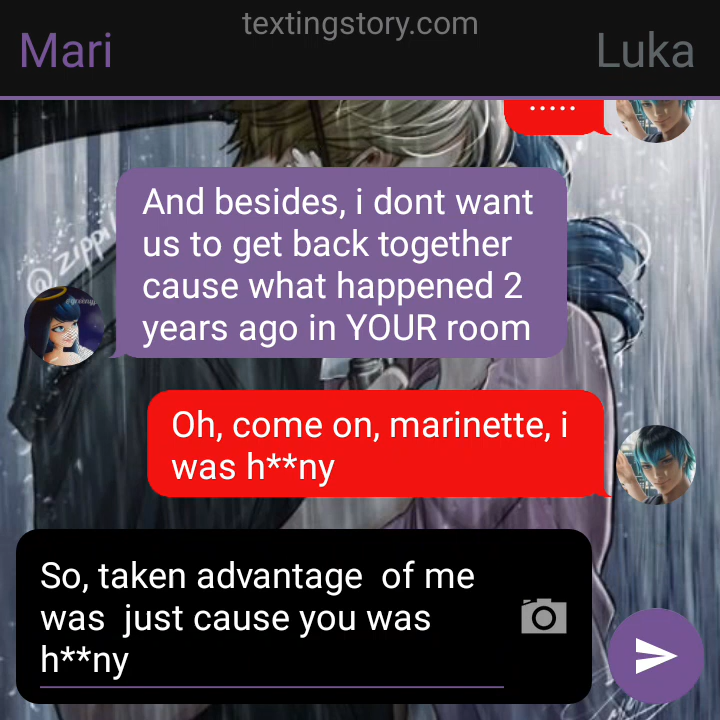 textingstory.com
Mari
Luka
.....
And besides, i dont want
us to get back together
cause what happened 2
years ago in YOUR room
Oh, come on, marinette, i
was h**ny
So, taken advantage  of me
was  just cause you was
h**ny
@ZIPPI